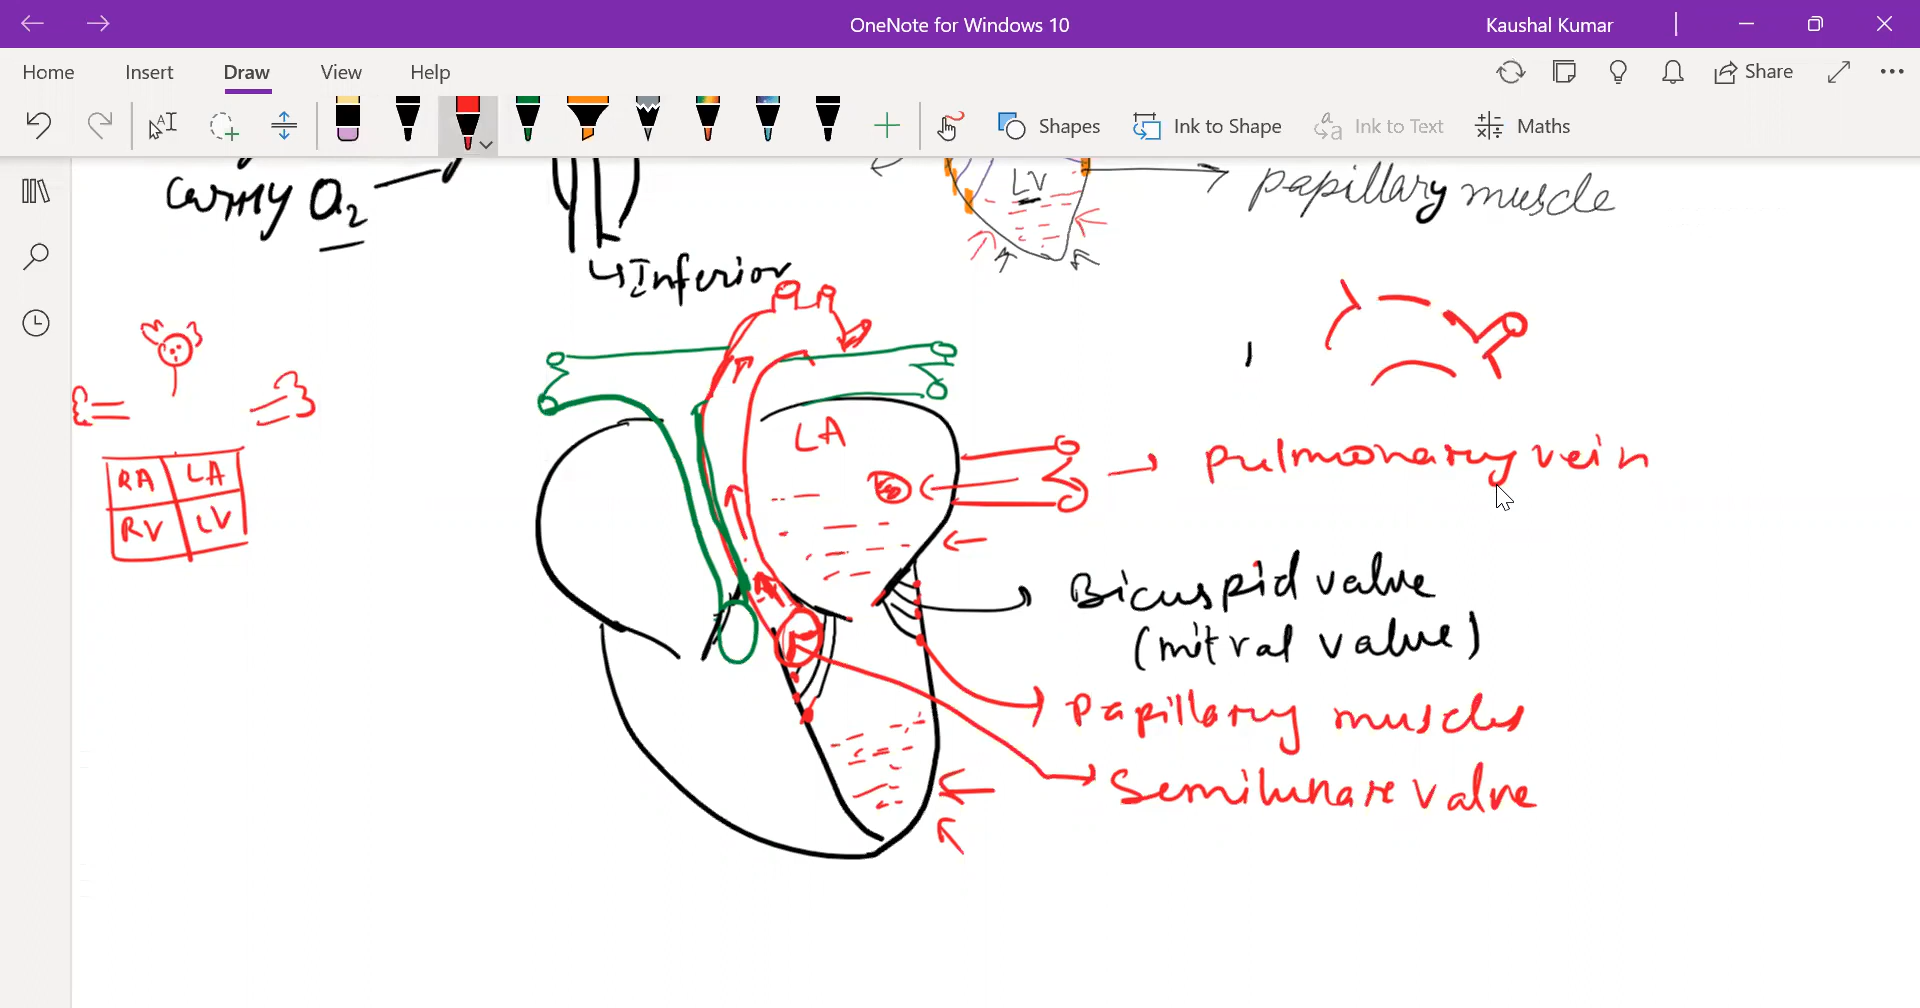 OneNote for Windows 10
Kaushal Kumar
Home Insert Draw View Help
Share
Shapes Ink to Shape Ink to Text Maths
carry O2
LV
papillary muscle
Inferior
LA
pulmonary vein
RA LA
RV LV
Bicuspid valve
(mitral valve)
Papillary muscles
Semilunare valve